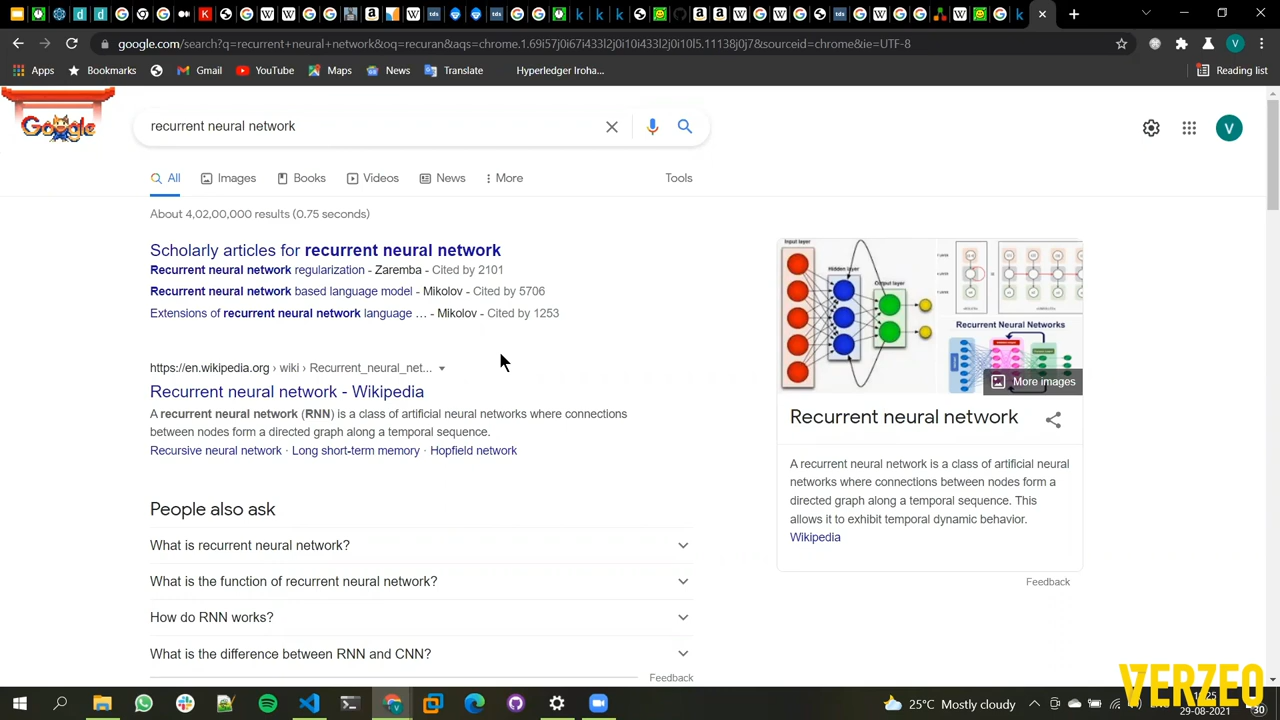 google.com/search?q=recurrent+neural+network&oq=recuran&aqs=chrome.1.69i57j0i67i433l2j0i10i433l2j0i10l5.11138j0j7&sourceid=chrome&ie=UTF-8
Apps Bookmarks Gmail YouTube Maps News Translate Hyperledger Iroha... Reading list
Google
recurrent neural network
V
All Images Books Videos News More Tools
About 4,02,00,000 results (0.75 seconds)
Scholarly articles for recurrent neural network
Recurrent neural network regularization - Zaremba - Cited by 2101
Recurrent neural network based language model - Mikolov - Cited by 5706
Extensions of recurrent neural network language ... - Mikolov - Cited by 1253
https://en.wikipedia.org › wiki › Recurrent_neural_net...
Recurrent neural network - Wikipedia
A recurrent neural network (RNN) is a class of artificial neural networks where connections
between nodes form a directed graph along a temporal sequence.
Recursive neural network · Long short-term memory · Hopfield network
People also ask
What is recurrent neural network?
What is the function of recurrent neural network?
How do RNN works?
What is the difference between RNN and CNN?
Feedback
Input layer
Hidden layer
Output layer
Recurrent Neural Networks
More images
Recurrent neural network
A recurrent neural network is a class of artificial neural
networks where connections between nodes form a
directed graph along a temporal sequence. This
allows it to exhibit temporal dynamic behavior.
Wikipedia
Feedback
VERZEO
25°C Mostly cloudy
29-08-2021
30